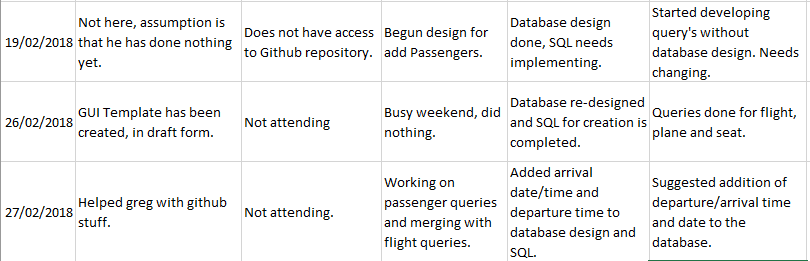 19/02/2018
Not here, assumption is
that he has done nothing
yet.
Does not have access
to Github repository.
Begun design for
add Passengers.
Database design
done, SQL needs
implementing.
Started developing
query's without
database design. Needs
changing.
26/02/2018
GUI Template has been
created, in draft form.
Not attending
Busy weekend, did
nothing.
Database re-designed
and SQL for creation is
completed.
Queries done for flight,
plane and seat.
27/02/2018
Helped greg with github
stuff.
Not attending.
Working on
passenger queries
and merging with
flight queries.
Added arrival
date/time and
departure time to
database design and
SQL.
Suggested addition of
departure/arrival time
and date to the
database.